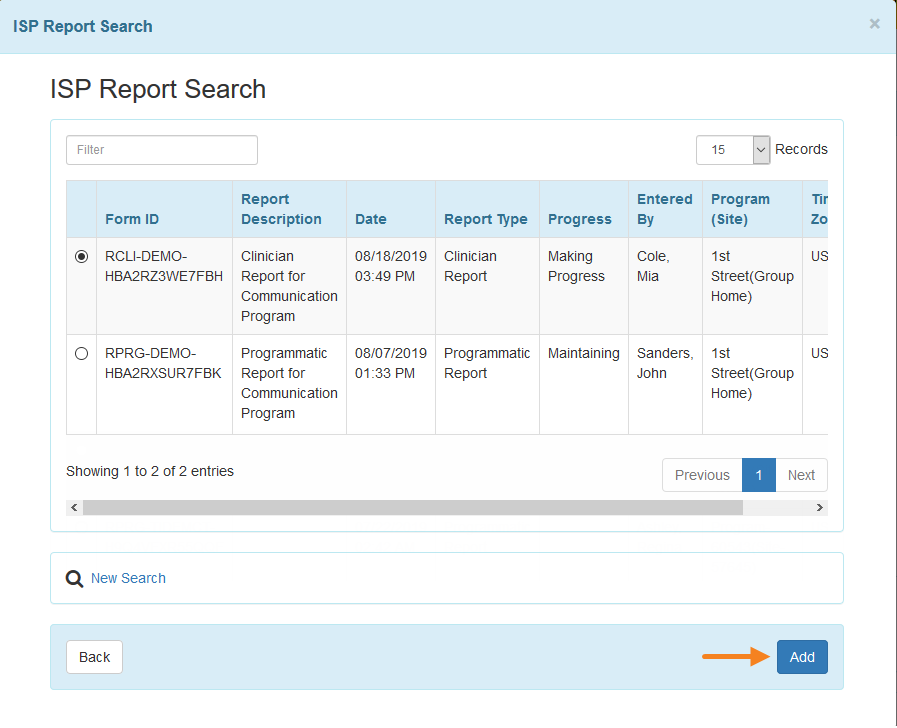 ISP Report Search
×
ISP Report Search
Filter
15 Records
Form ID
Report
Description
Date
Report Type
Progress
Entered
By
Program
(Site)
RCLI-DEMO-
HBA2RZ3WE7FBH
Clinician
Report for
Communication
Program
08/18/2019
03:49 PM
Clinician
Report
Making
Progress
Cole,
Mia
1st
Street(Group
Home)
US
RPRG-DEMO-
HBA2RXSUR7FBK
Programmatic
Report for
Communication
Program
08/07/2019
01:33 PM
Programmatic
Report
Maintaining
Sanders,
John
1st
Street(Group
Home)
US
Showing 1 to 2 of 2 entries
Previous 1 Next
New Search
Back
Add